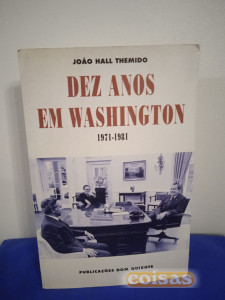 JOÃO HALL THEMIDO
DEZ ANOS
EM WASHINGTON
1971-1981
PUBLICAÇÕES DOM QUIXOTE
coisas